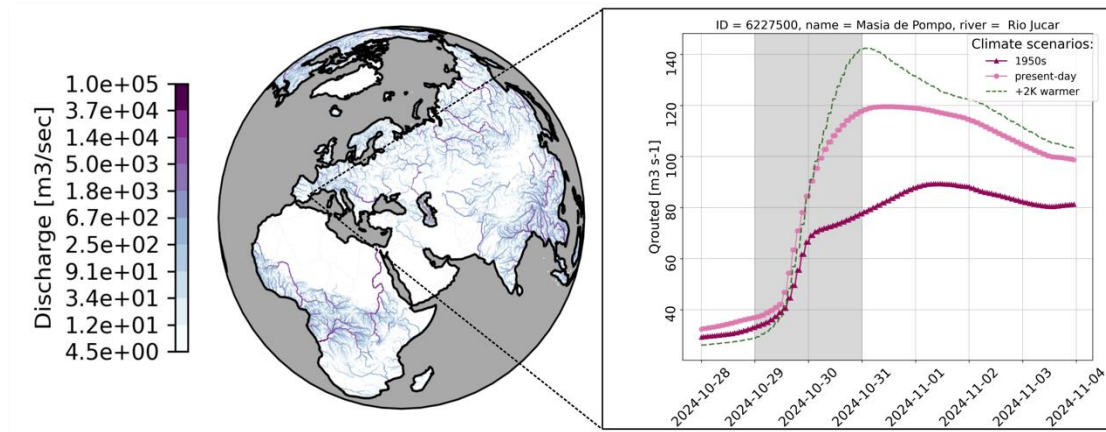 Discharge [m3/sec]
1.0e+05
3.7e+04
1.4e+04
5.0e+03
1.8e+03
6.7e+02
2.5e+02
9.1e+01
3.4e+01
1.2e+01
4.5e+00
ID = 6227500, name = Masia de Pompo, river = Rio Jucar
Climate scenarios:
1950s
present-day
+2K warmer
Qrouted [m3 s-1]
140
120
100
80
60
40
2024-10-28
2024-10-29
2024-10-30
2024-10-31
2024-11-01
2024-11-02
2024-11-03
2024-11-04